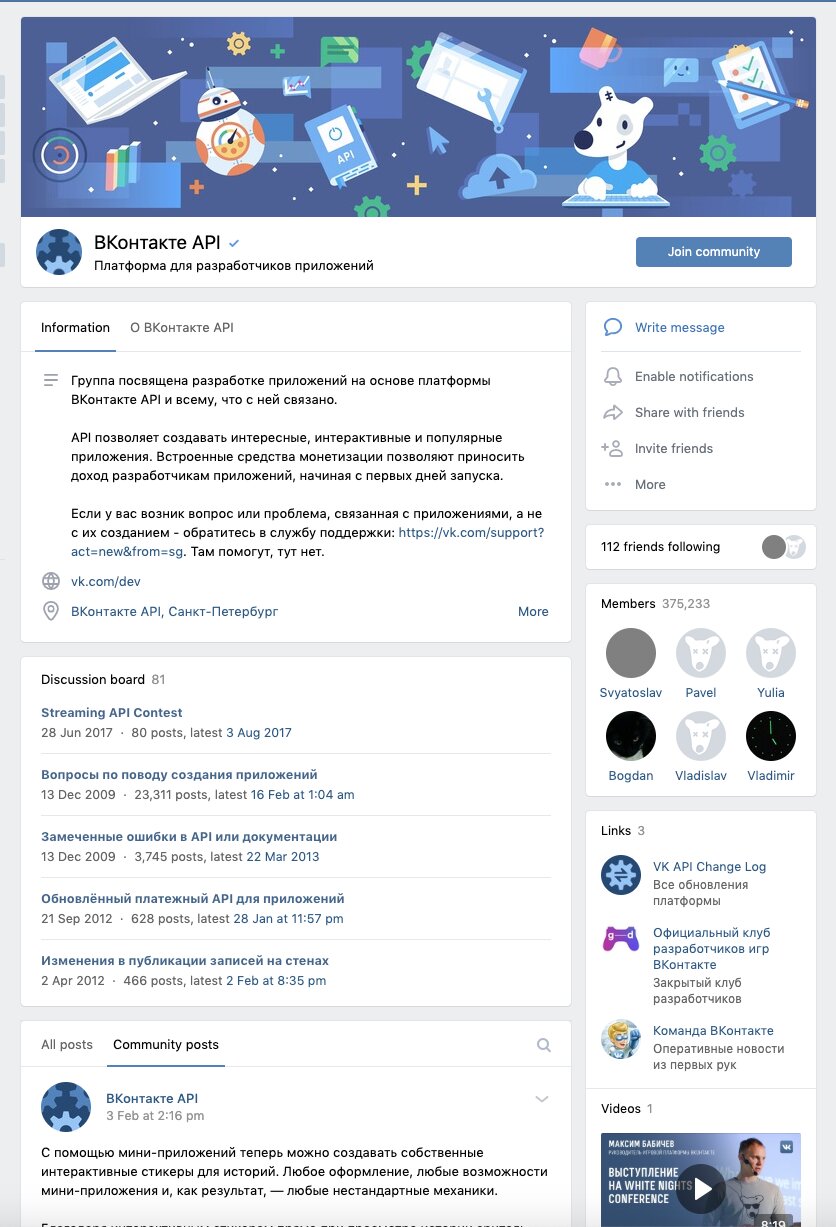 API
ВКонтакте API
Платформа для разработчиков приложений
Join community
Information
О ВКонтакте API
Группа посвящена разработке приложений на основе платформы
ВКонтакте API и всему, что с ней связано.
API позволяет создавать интересные, интерактивные и популярные
приложения. Встроенные средства монетизации позволяют приносить
доход разработчикам приложений, начиная с первых дней запуска.
Если у вас возник вопрос или проблема, связанная с приложениями, а не
с их созданием - обратитесь в службу поддержки: https://vk.com/support?
act=new&from=sg. Там помогут, тут нет.
vk.com/dev
ВКонтакте API, Санкт-Петербург
More
Discussion board 81
Streaming API Contest
28 Jun 2017 · 80 posts, latest 3 Aug 2017
Вопросы по поводу создания приложений
13 Dec 2009 · 23,311 posts, latest 16 Feb at 1:04 am
Замеченные ошибки в API или документации
13 Dec 2009 · 3,745 posts, latest 22 Mar 2013
Обновлённый платежный API для приложений
21 Sep 2012 · 628 posts, latest 28 Jan at 11:57 pm
Изменения в публикации записей на стенах
2 Apr 2012 · 466 posts, latest 2 Feb at 8:35 pm
All posts
Community posts
ВКонтакте API
3 Feb at 2:16 pm
С помощью мини-приложений теперь можно создавать собственные
интерактивные стикеры для историй. Любое оформление, любые возможности
мини-приложения и, как результат, — любые нестандартные механики.
Write message
Enable notifications
Share with friends
Invite friends
More
112 friends following
Members 375,233
Svyatoslav
Pavel
Yulia
Bogdan
Vladislav
Vladimir
Links 3
VK API Change Log
Все обновления
платформы
g d
Официальный клуб
разработчиков игр
ВКонтакте
Закрытый клуб
разработчиков
Команда ВКонтакте
Оперативные новости
из первых рук
Videos 1
МАКСИМ БАБИЧЕВ
РУКОВОДИТЕЛЬ ИГРОВОЙ ПЛАТФОРМЫ ВКОНТАКТЕ
ВЫСТУПЛЕНИЕ
НА WHITE NIGHTS
CONFERENCE
8:19